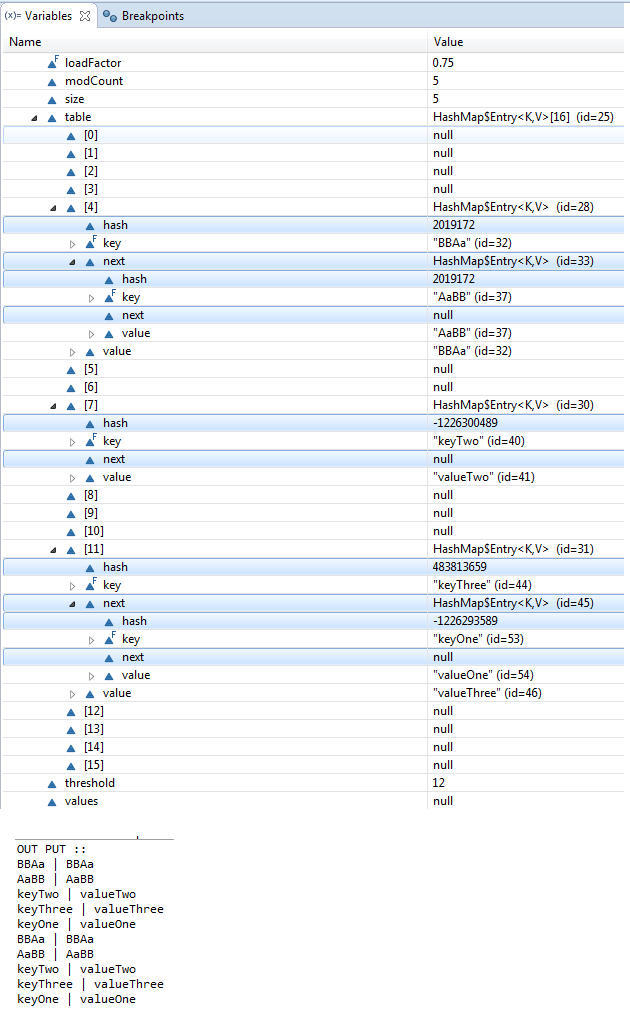 (x)= Variables Breakpoints
Name Value
F loadFactor 0.75
modCount 5
size 5
table HashMap$Entry<K,V>[16] (id=25)
[0] null
[1] null
[2] null
[3] null
[4] HashMap$Entry<K,V> (id=28)
hash 2019172
F key "BBAa" (id=32)
next HashMap$Entry<K,V> (id=33)
hash 2019172
F key "AaBB" (id=37)
next null
value "AaBB" (id=37)
value "BBAa" (id=32)
[5] null
[6] null
[7] HashMap$Entry<K,V> (id=30)
hash -1226300489
F key "keyTwo" (id=40)
next null
value "valueTwo" (id=41)
[8] null
[9] null
[10] null
[11] HashMap$Entry<K,V> (id=31)
hash 483813659
F key "keyThree" (id=44)
next HashMap$Entry<K,V> (id=45)
hash -1226293589
F key "keyOne" (id=53)
next null
value "valueOne" (id=54)
value "valueThree" (id=46)
[12] null
[13] null
[14] null
[15] null
threshold 12
values null
OUT PUT ::
BBAa | BBAa
AaBB | AaBB
keyTwo | valueTwo
keyThree | valueThree
keyOne | valueOne
BBAa | BBAa
AaBB | AaBB
keyTwo | valueTwo
keyThree | valueThree
keyOne | valueOne